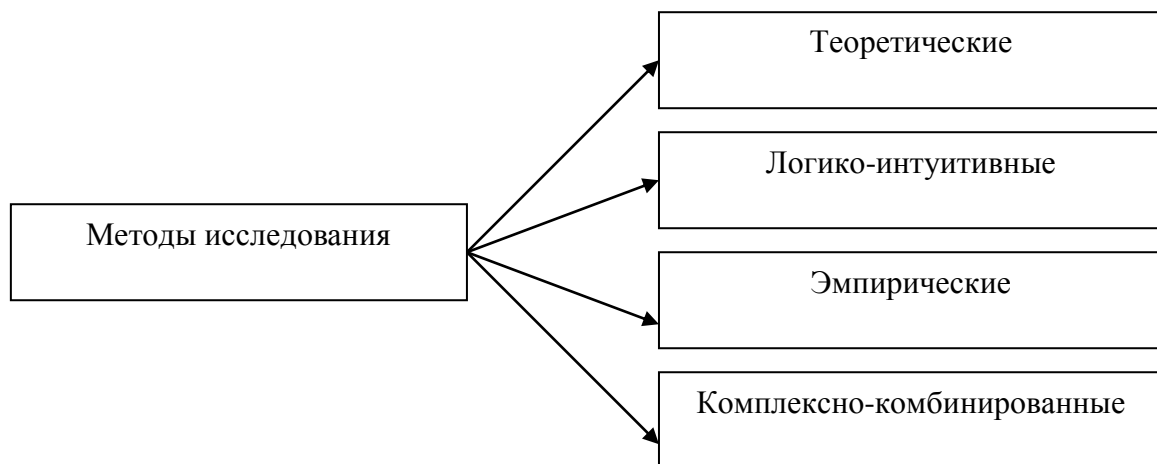 Теоретические
Логико-интуитивные
Методы исследования
Эмпирические
Комплексно-комбинированные